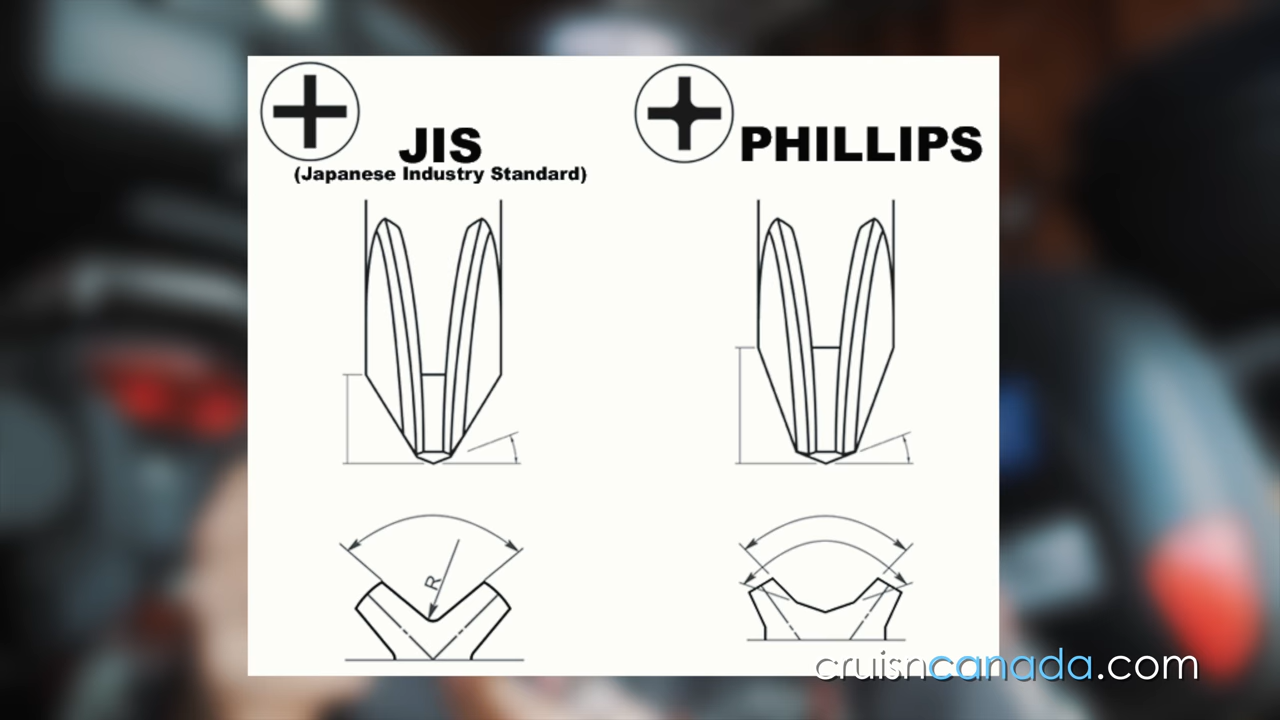 JIS
(Japanese Industry Standard)
PHILLIPS
R
cruisncanada.com